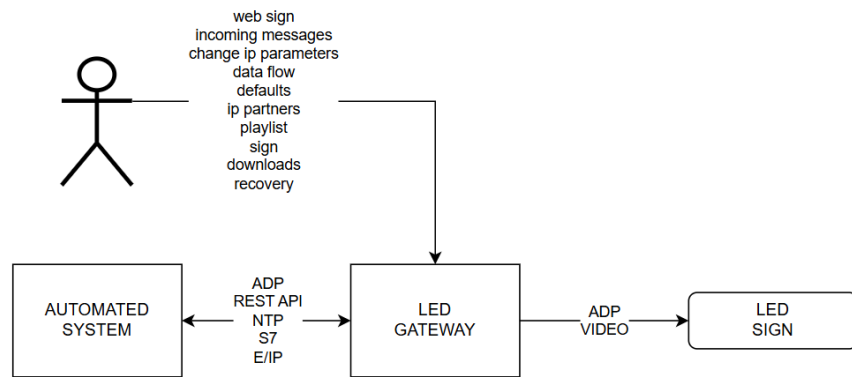 web sign
incoming messages
change ip parameters
data flow
defaults
ip partners
playlist
sign
downloads
recovery
AUTOMATED
SYSTEM
ADP
REST API
NTP
S7
E/IP
LED
GATEWAY
ADP
VIDEO
LED
SIGN